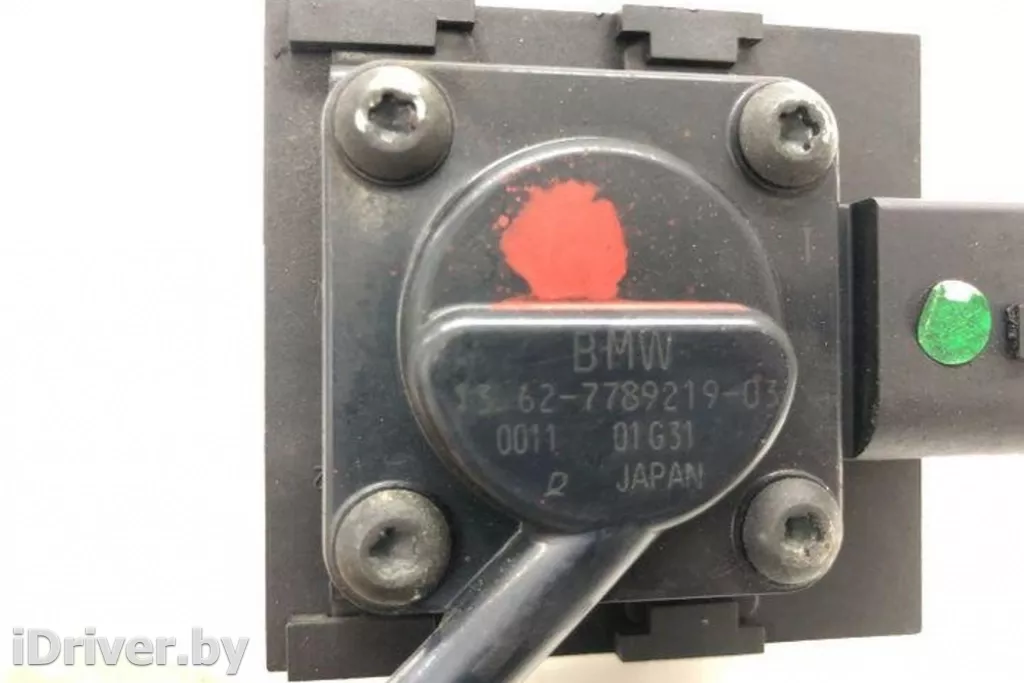 BMW
13 62-7789219-03
0011 01G31
JAPAN
iDriver.by